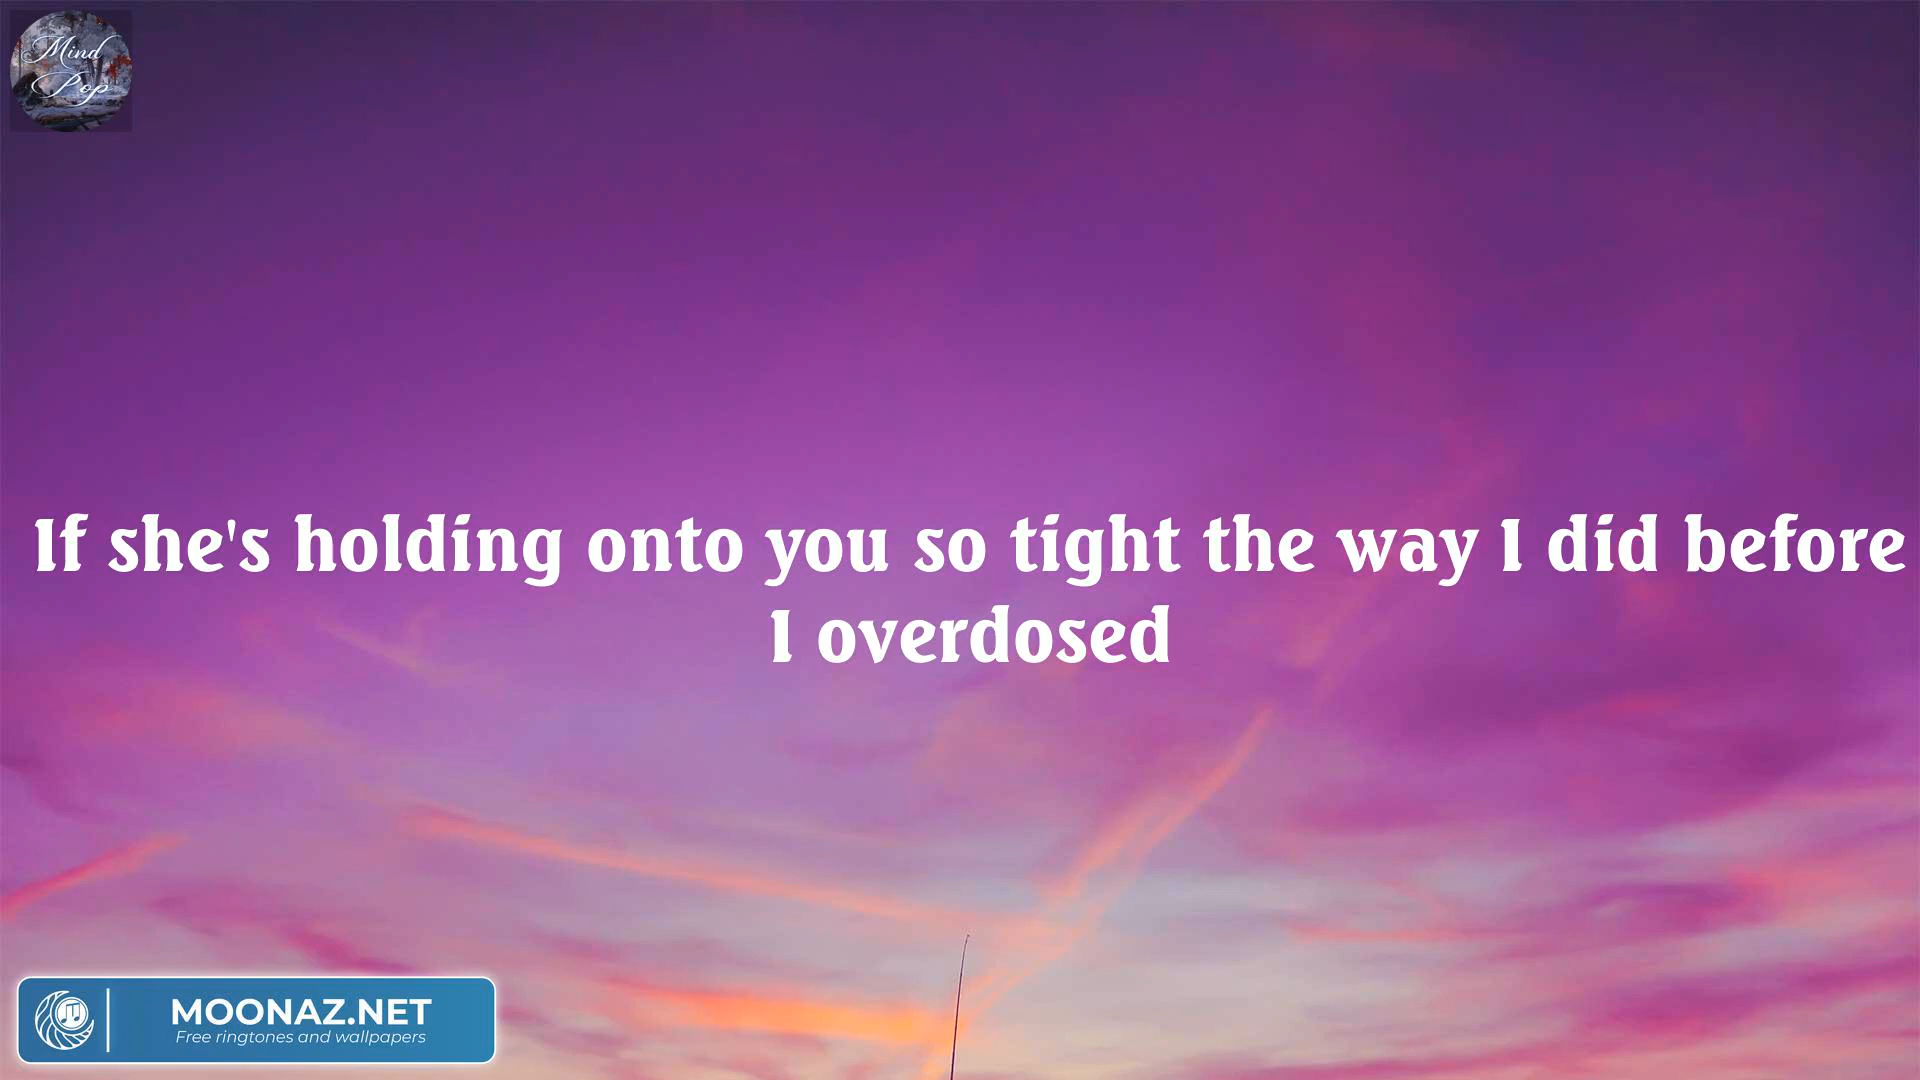 Mind
Pop
If she's holding onto you so tight the way I did before
I overdosed
MOONAZ.NET
Free ringtones and wallpapers